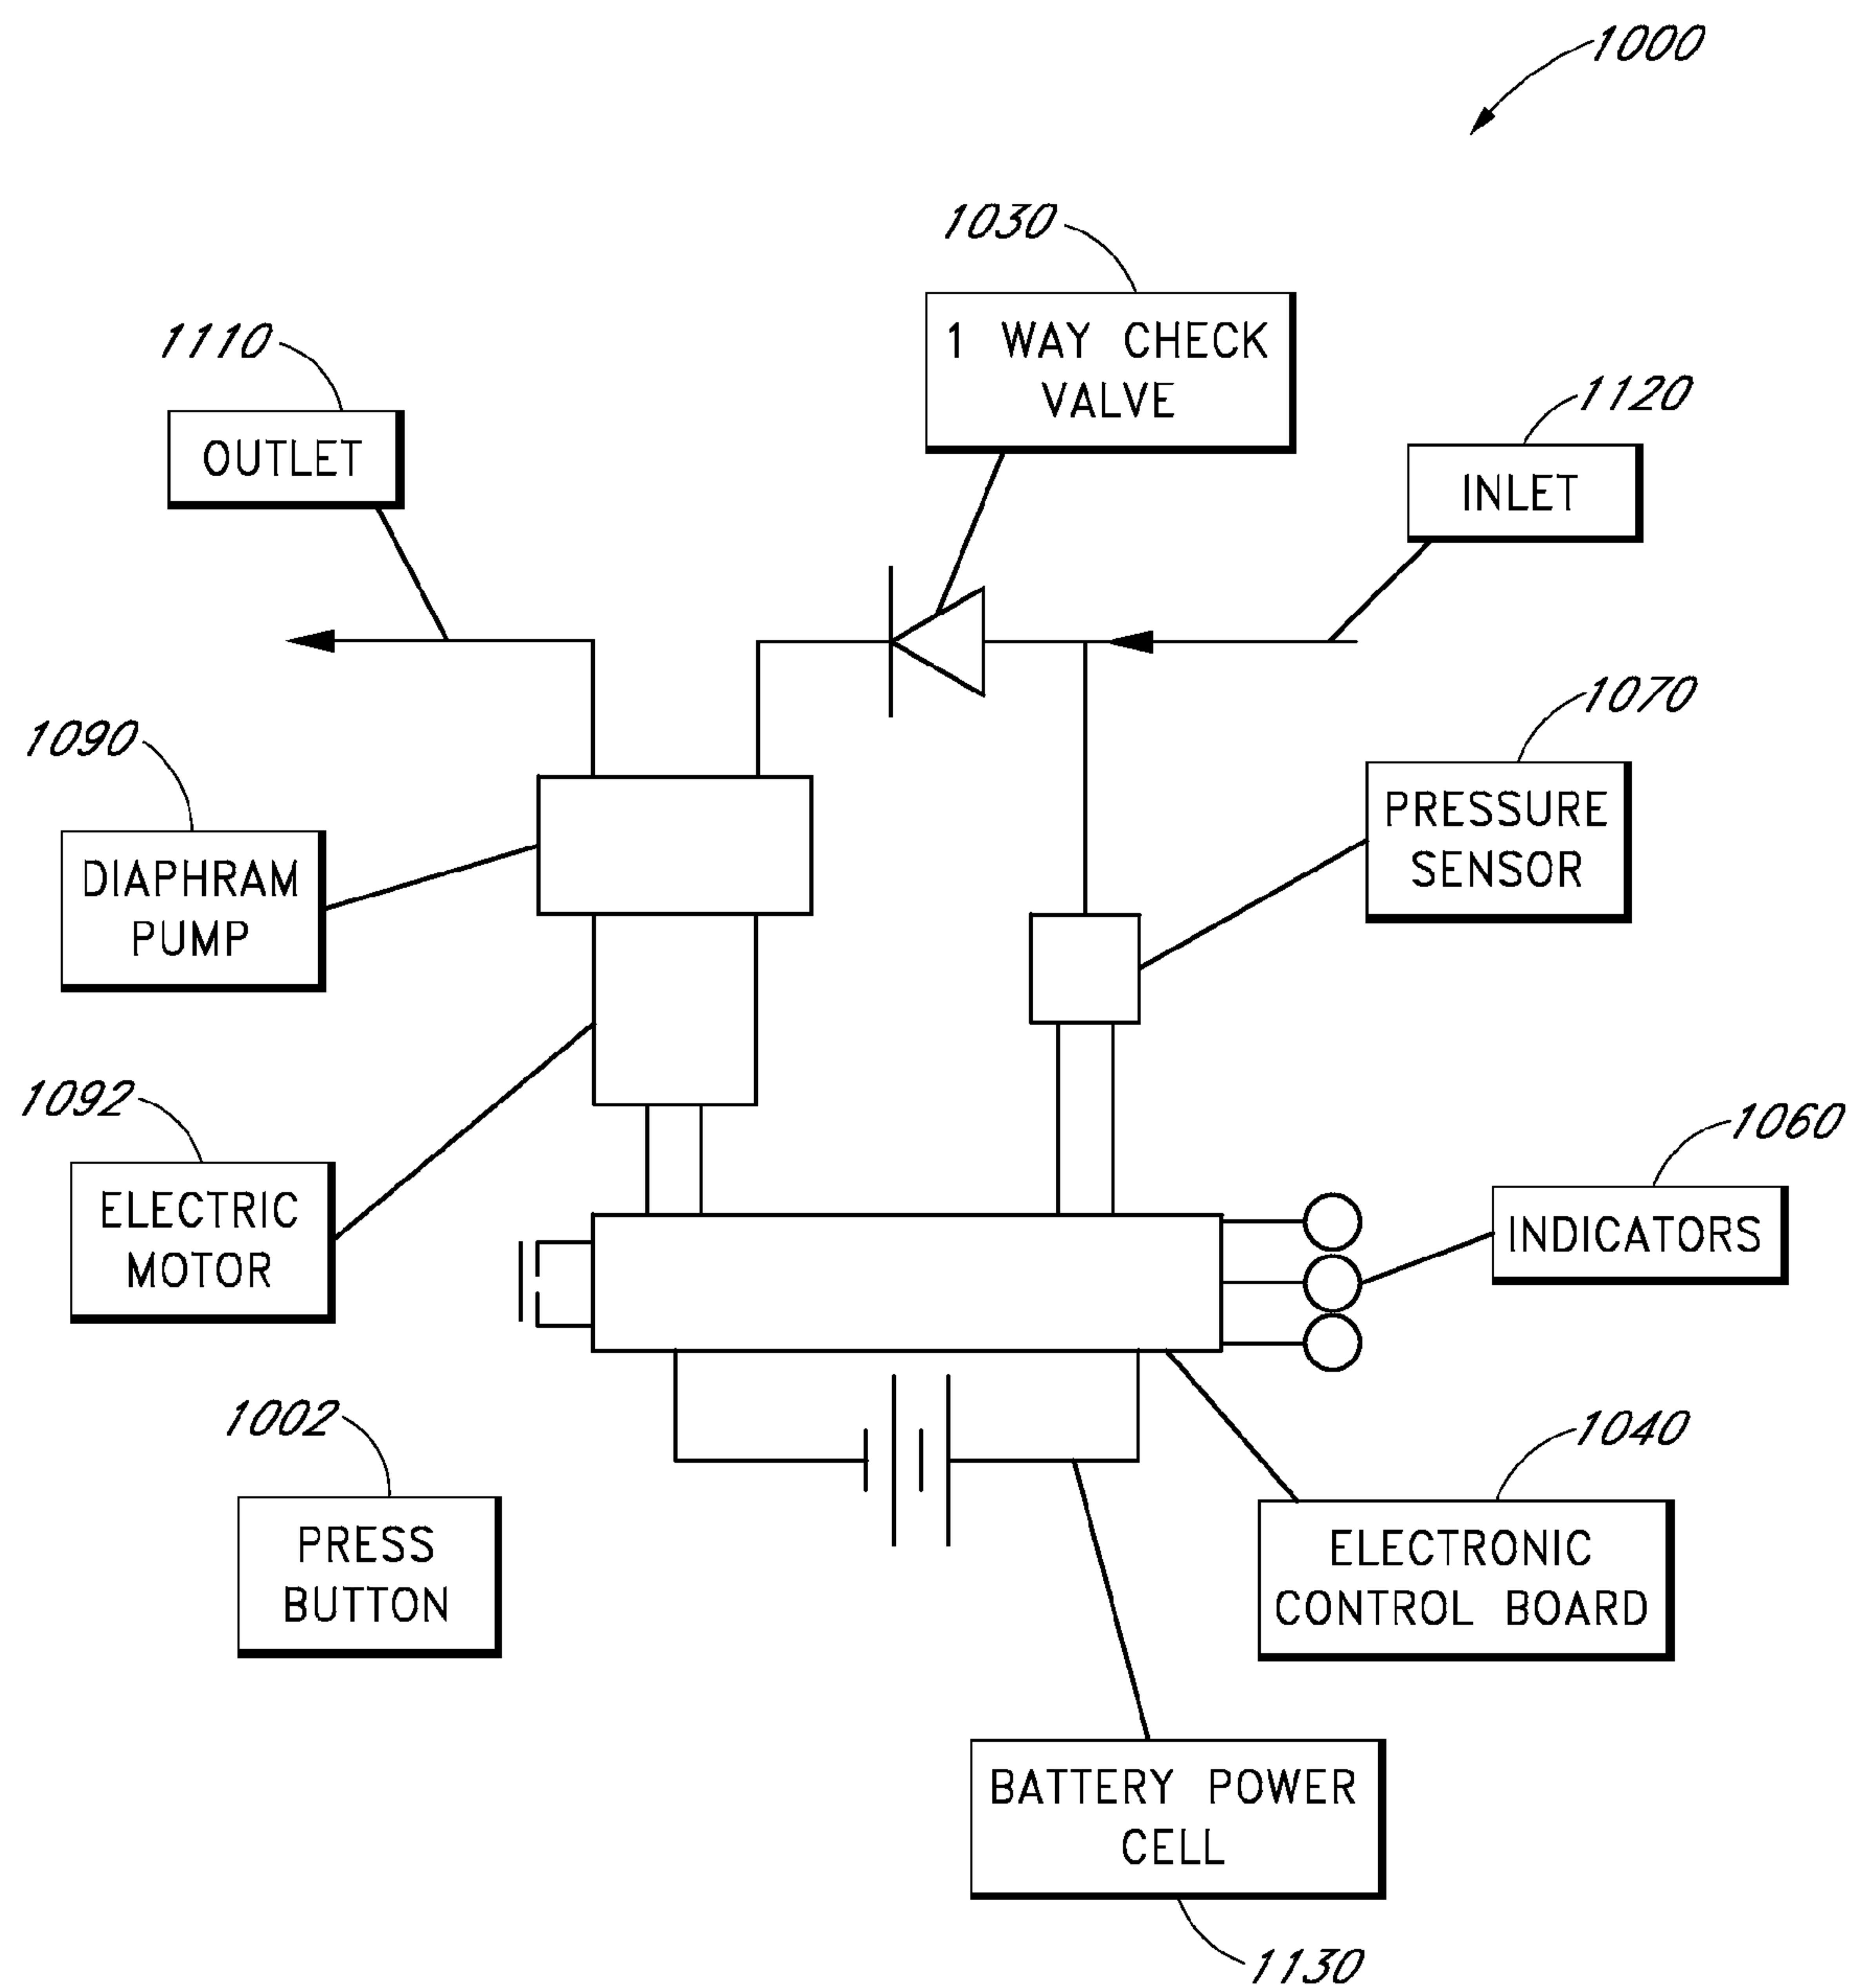 1000
1030
1 WAY CHECK
VALVE
1110
OUTLET
1120
INLET
1070
PRESSURE
SENSOR
1090
DIAPHRAM
PUMP
1092
ELECTRIC
MOTOR
1060
INDICATORS
1002
PRESS
BUTTON
1040
ELECTRONIC
CONTROL BOARD
BATTERY POWER
CELL
1130